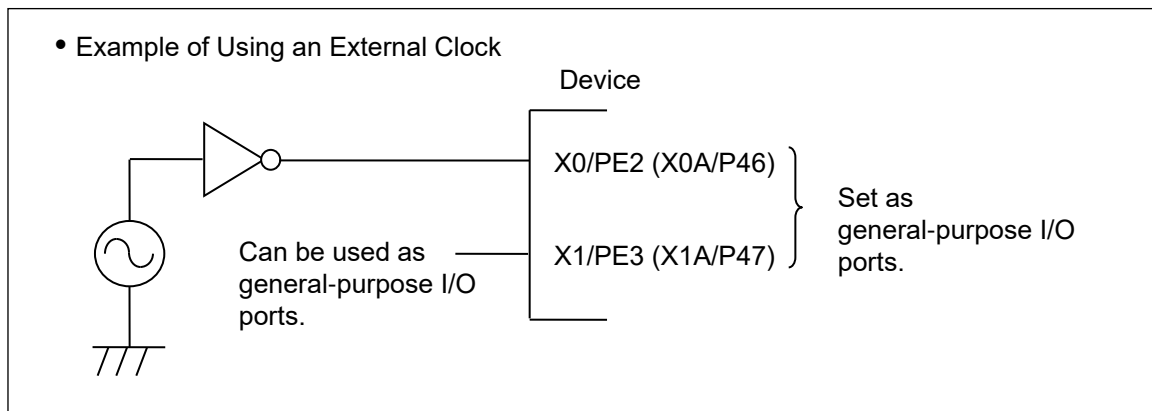 • Example of Using an External Clock
Device
X0/PE2 (X0A/P46)
X1/PE3 (X1A/P47)
Can be used as
general-purpose I/O
ports.
Set as
general-purpose I/O
ports.